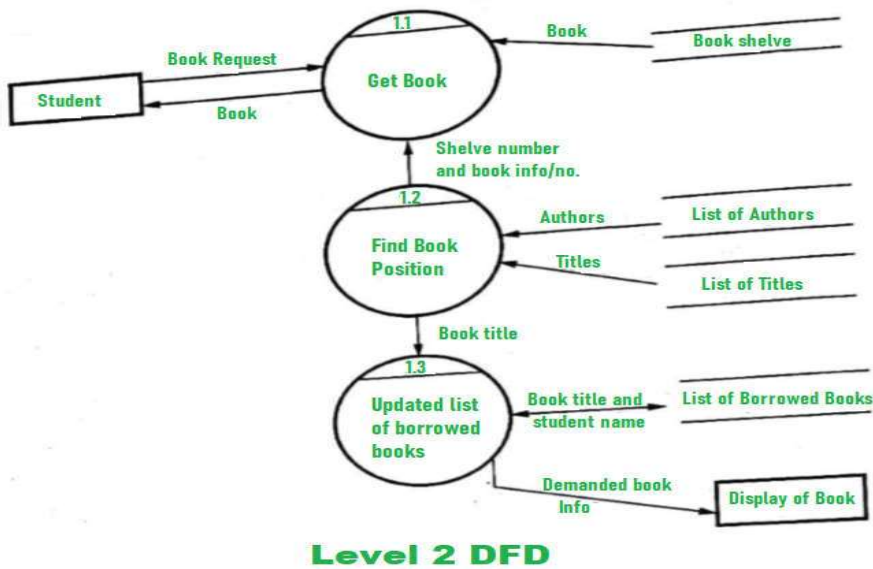 1.1
Get Book
Book
Book shelve
Book Request
Student
Book
Shelve number
and book info/no.
1.2
Find Book
Position
Authors
List of Authors
Titles
List of Titles
Book title
1.3
Updated list
of borrowed
books
Book title and
student name
List of Borrowed Books
Demanded book
Info
Display of Book
Level 2 DFD